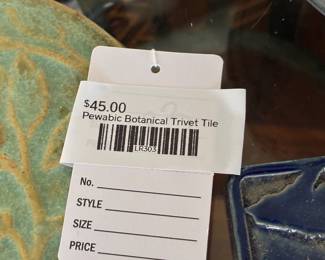 $45.00
Pewabic Botanical Trivet Tile
LR303
No.
STYLE
SIZE
PRICE